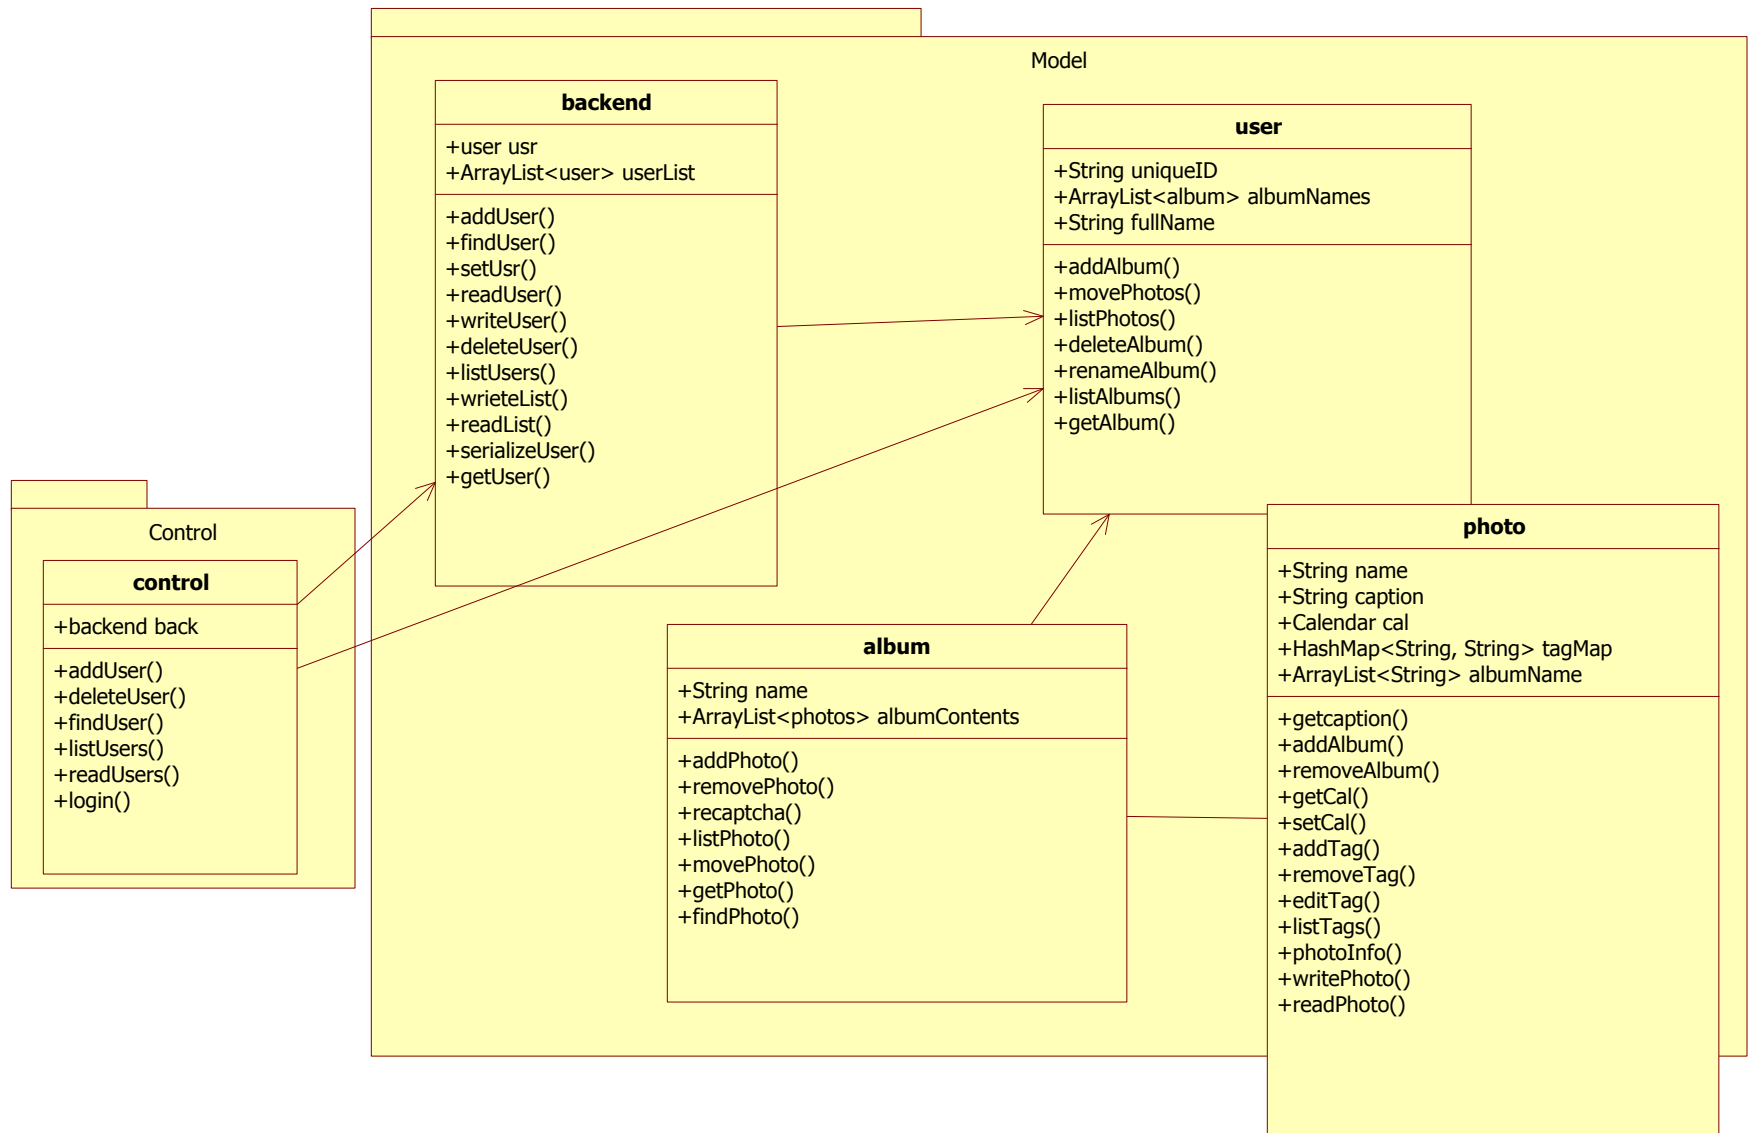 Model
backend
+user usr
+ArrayList<user> userList
+addUser()
+findUser()
+setUsr()
+readUser()
+writeUser()
+deleteUser()
+listUsers()
+wrieteList()
+readList()
+serializeUser()
+getUser()
user
+String uniqueID
+ArrayList<album> albumNames
+String fullName
+addAlbum()
+movePhotos()
+listPhotos()
+deleteAlbum()
+renameAlbum()
+listAlbums()
+getAlbum()
Control
control
+backend back
+addUser()
+deleteUser()
+findUser()
+listUsers()
+readUsers()
+login()
album
+String name
+ArrayList<photos> albumContents
+addPhoto()
+removePhoto()
+recaptcha()
+listPhoto()
+movePhoto()
+getPhoto()
+findPhoto()
photo
+String name
+String caption
+Calendar cal
+HashMap<String, String> tagMap
+ArrayList<String> albumName
+getcaption()
+addAlbum()
+removeAlbum()
+getCal()
+setCal()
+addTag()
+removeTag()
+editTag()
+listTags()
+photoInfo()
+writePhoto()
+readPhoto()